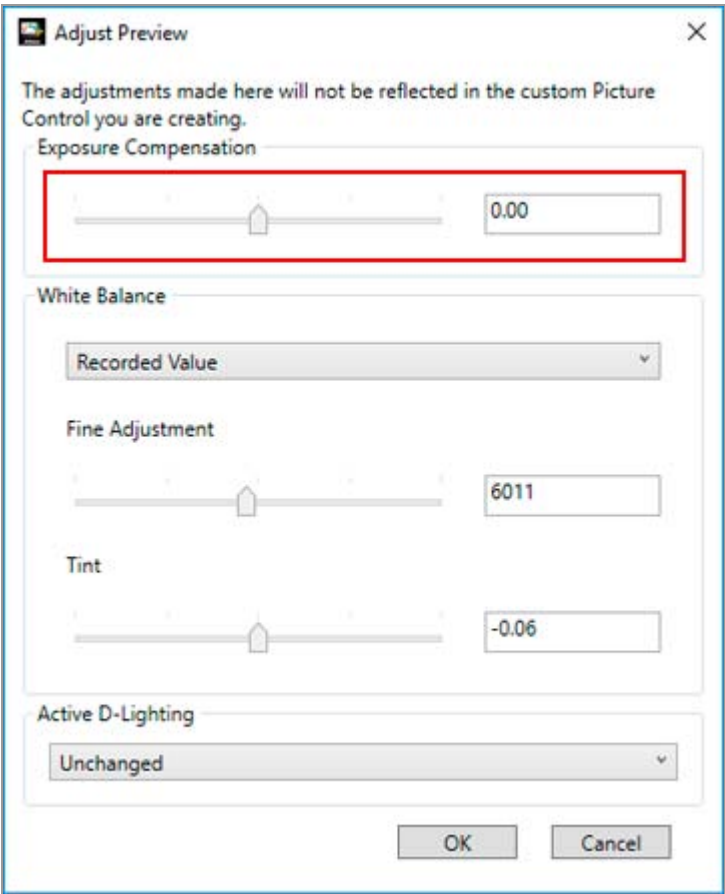 Adjust Preview
The adjustments made here will not be reflected in the custom Picture
Control you are creating.
Exposure Compensation
0.00
White Balance
Recorded Value
Fine Adjustment
6011
Tint
-0.06
Active D-Lighting
Unchanged
OK Cancel